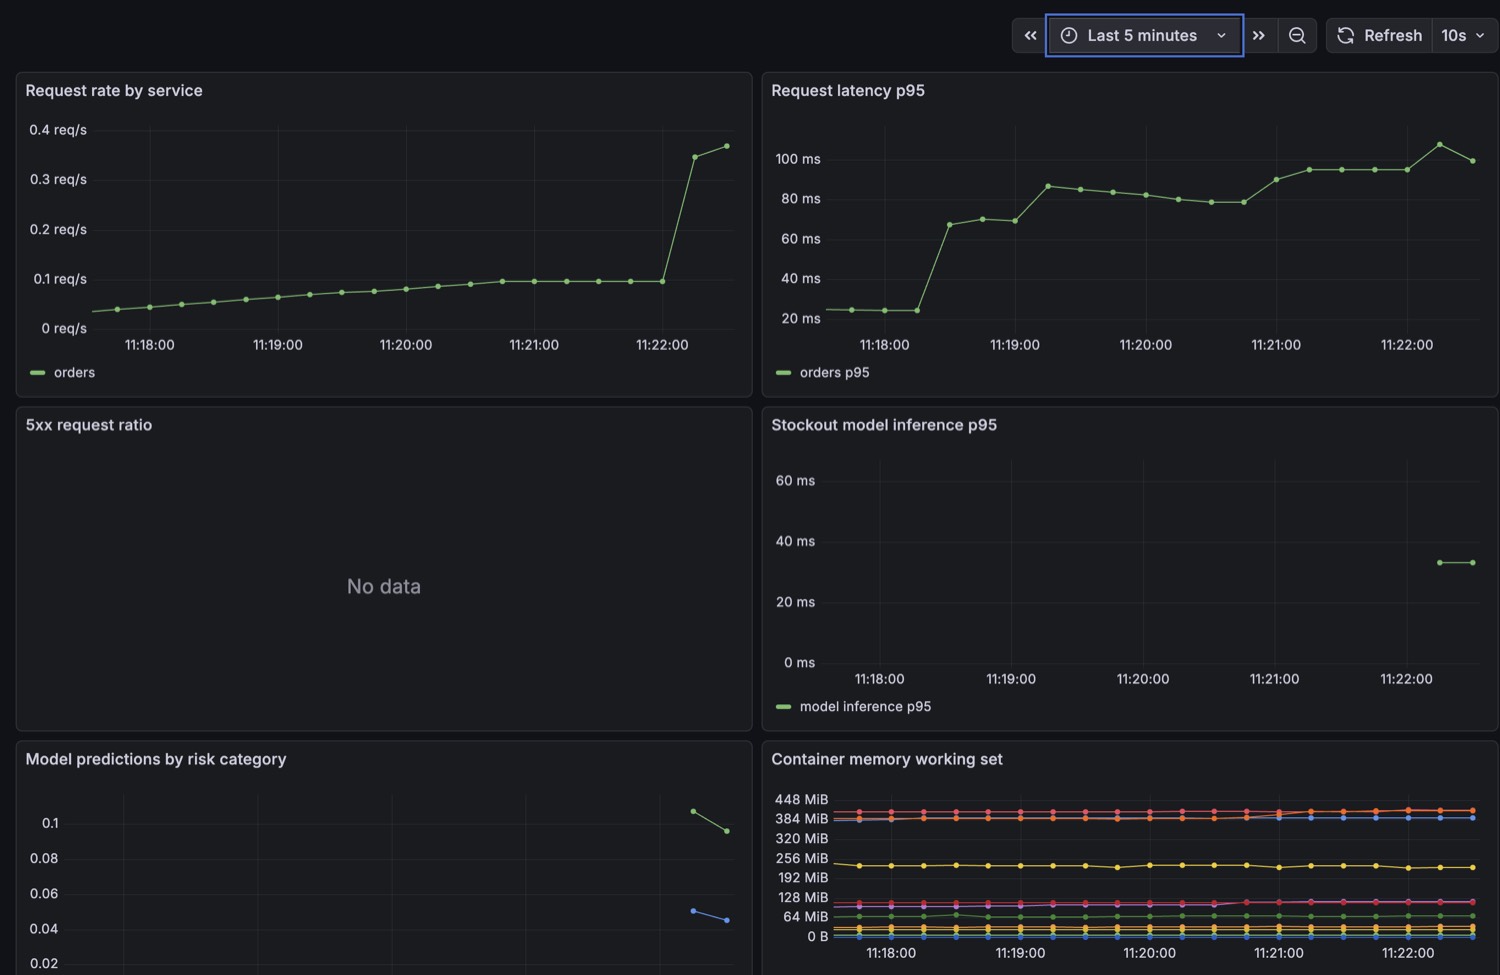 Last 5 minutes
Refresh
10s
Request rate by service
0.4 req/s
0.3 req/s
0.2 req/s
0.1 req/s
0 req/s
11:18:00 11:19:00 11:20:00 11:21:00 11:22:00
orders
Request latency p95
100 ms
80 ms
60 ms
40 ms
20 ms
11:18:00 11:19:00 11:20:00 11:21:00 11:22:00
orders p95
5xx request ratio
No data
Stockout model inference p95
60 ms
40 ms
20 ms
0 ms
11:18:00 11:19:00 11:20:00 11:21:00 11:22:00
model inference p95
Model predictions by risk category
0.1
0.08
0.06
0.04
0.02
Container memory working set
448 MiB
384 MiB
320 MiB
256 MiB
192 MiB
128 MiB
64 MiB
0 B
11:18:00 11:19:00 11:20:00 11:21:00 11:22:00